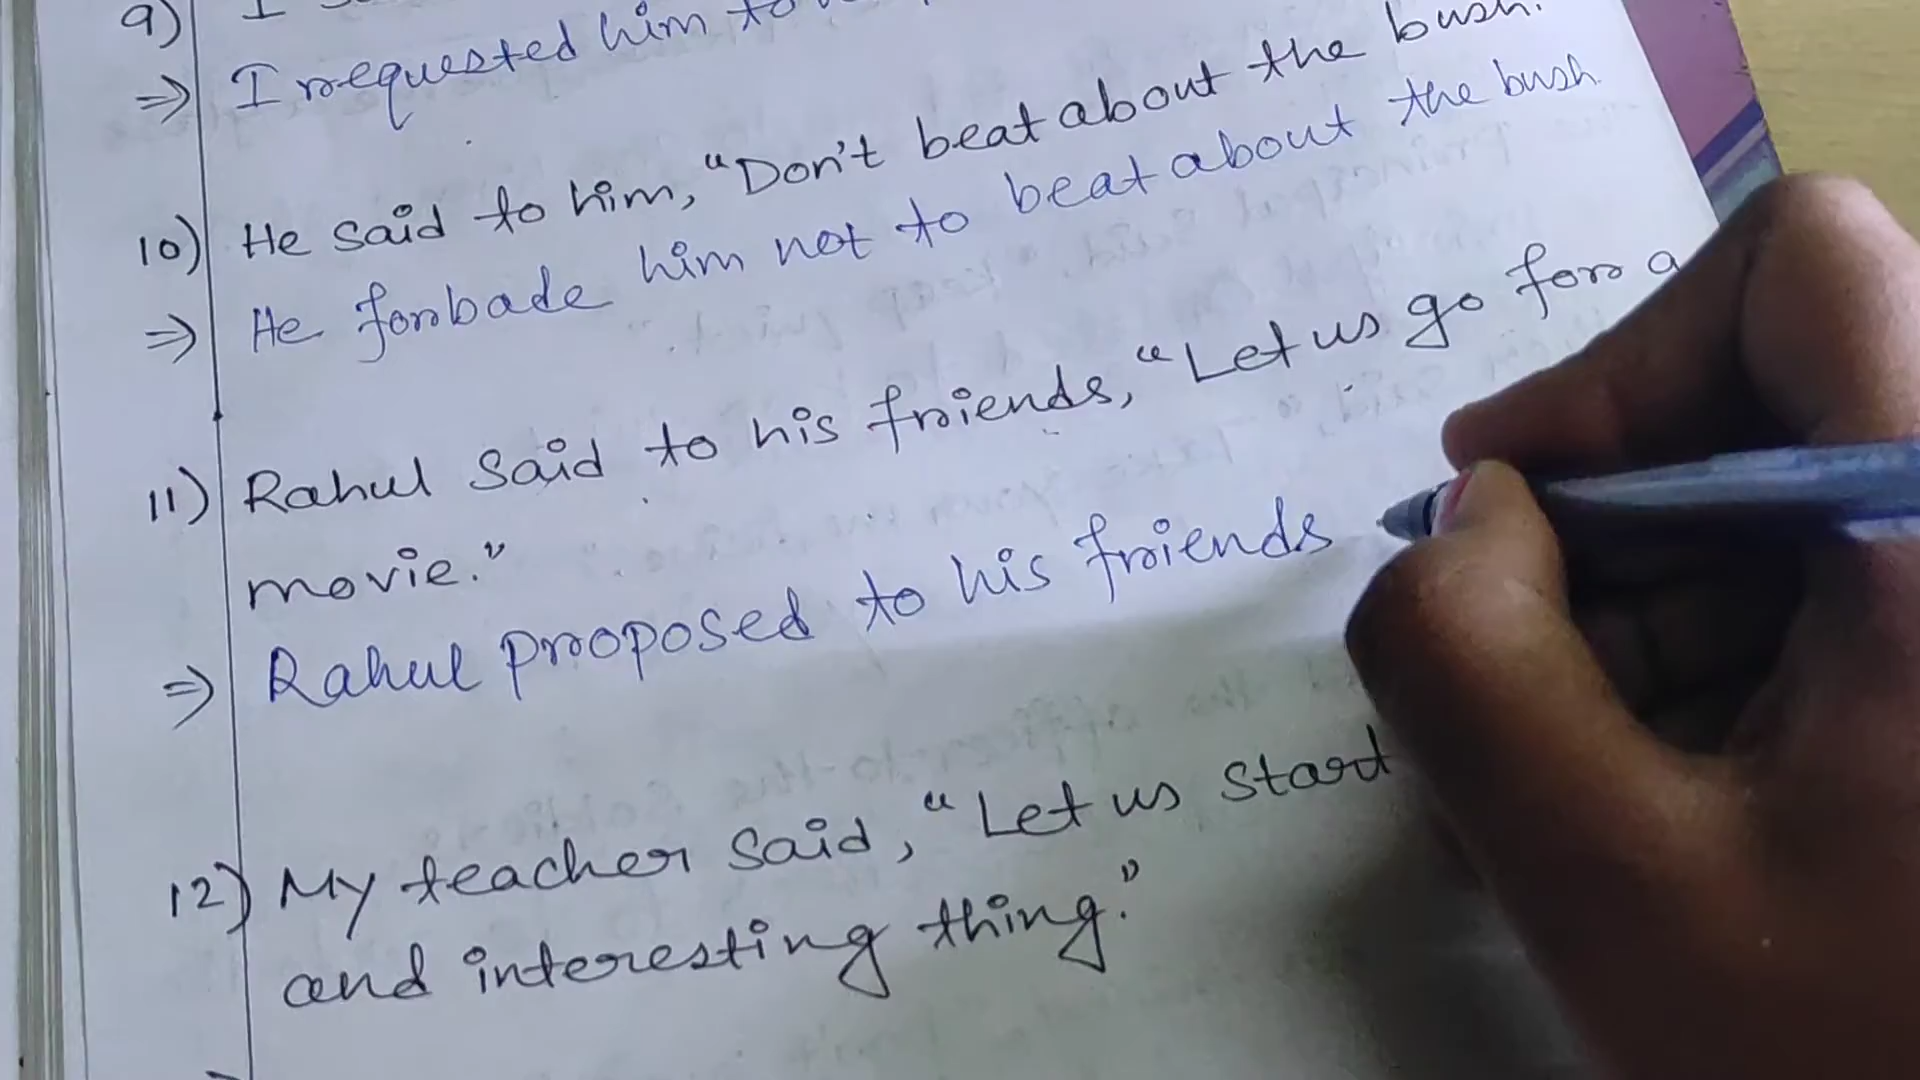 9) I
⇒ I requested him to
10) He said to him, "Don't beat about the bush.
⇒ He forbade him not to beat about the bush
11) Rahul said to his friends, "Let us go for a
movie."
⇒ Rahul proposed to his friends
12) My teacher said, "Let us start
and interesting thing."